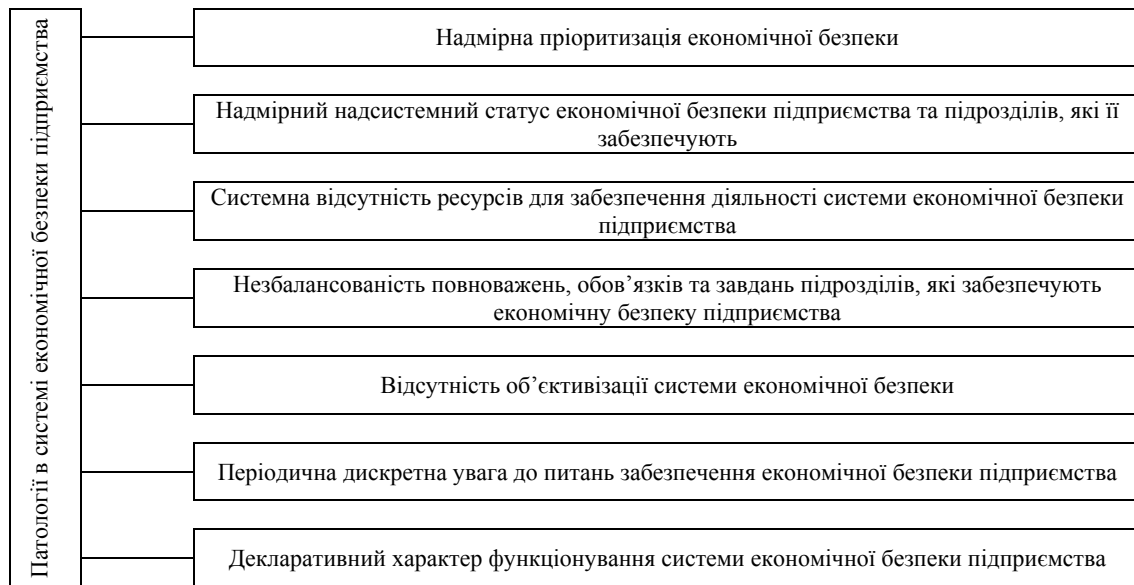 Патології в системі економічної безпеки підприємства
Надмірна пріоритизація економічної безпеки
Надмірний надсистемний статус економічної безпеки підприємства та підрозділів, які її
забезпечують
Системна відсутність ресурсів для забезпечення діяльності системи економічної безпеки
підприємства
Незбалансованість повноважень, обов’язків та завдань підрозділів, які забезпечують
економічну безпеку підприємства
Відсутність об’єктивізації системи економічної безпеки
Періодична дискретна увага до питань забезпечення економічної безпеки підприємства
Декларативний характер функціонування системи економічної безпеки підприємства